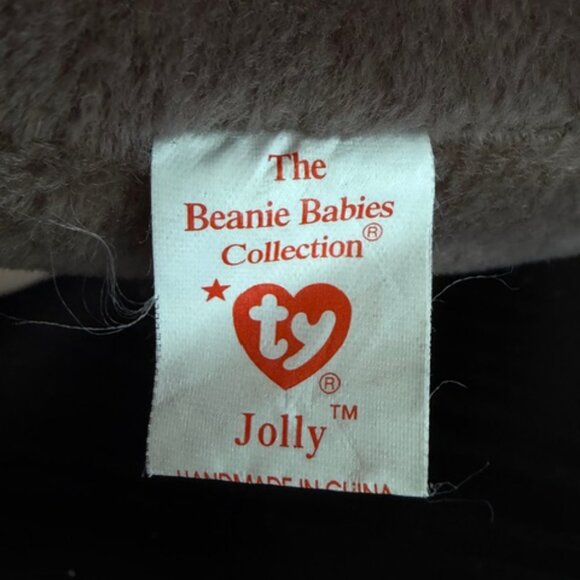 The
Beanie Babies
Collection®
ty®
Jolly™
HANDMADE IN CHINA